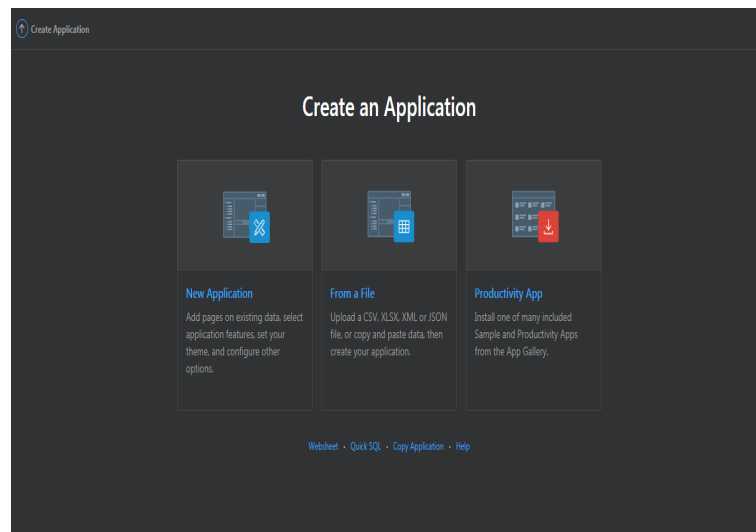 Create Application
Create an Application
New Application
Add pages on existing data, select
application features, set your
theme, and configure other
options.
From a File
Upload a CSV, XLSX, XML or JSON
file, or copy and paste data, then
create your application.
Productivity App
Install one of many included
Sample and Productivity Apps
from the App Gallery.
Websheet • Quick SQL • Copy Application • Help